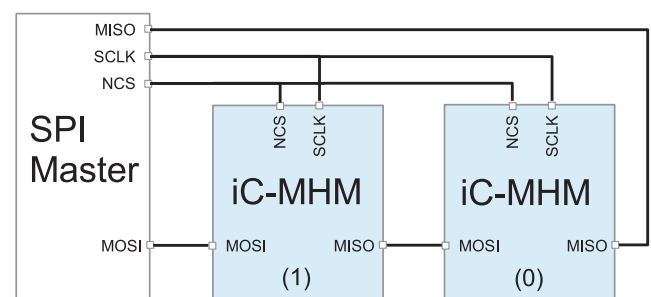 MISO
SCLK
NCS
SPI
Master
MOSI
NCS
SCLK
iC-MHM
MOSI
MISO
(1)
NCS
SCLK
iC-MHM
MOSI
MISO
(0)